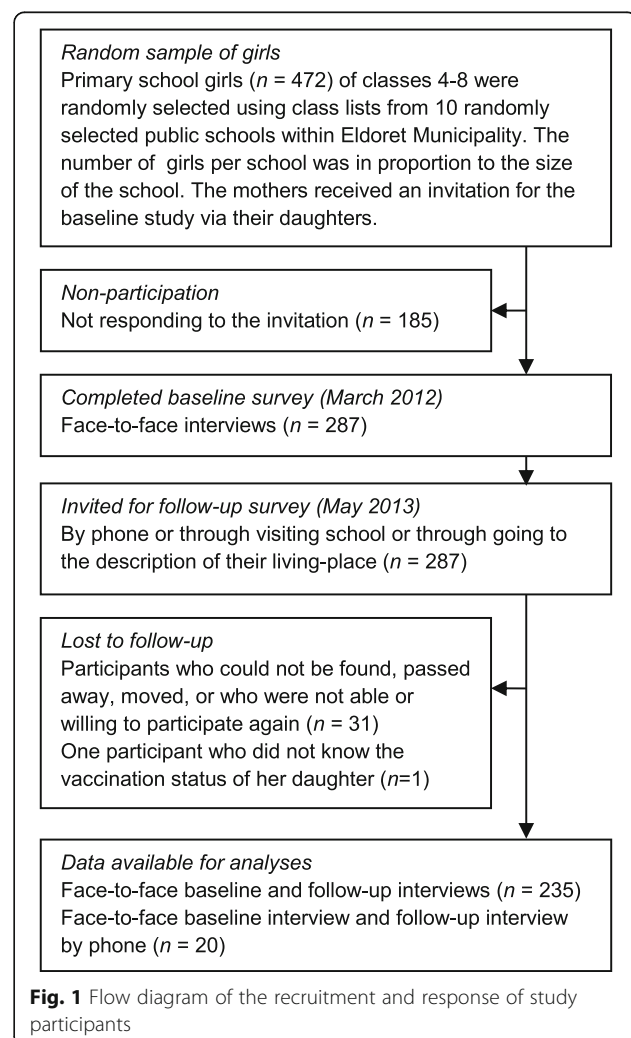 Random sample of girls
Primary school girls (n = 472) of classes 4-8 were
randomly selected using class lists from 10 randomly
selected public schools within Eldoret Municipality. The
number of girls per school was in proportion to the size
of the school. The mothers received an invitation for the
baseline study via their daughters.
Non-participation
Not responding to the invitation (n = 185)
Completed baseline survey (March 2012)
Face-to-face interviews (n = 287)
Invited for follow-up survey (May 2013)
By phone or through visiting school or through going to
the description of their living-place (n = 287)
Lost to follow-up
Participants who could not be found, passed
away, moved, or who were not able or
willing to participate again (n = 31)
One participant who did not know the
vaccination status of her daughter (n=1)
Data available for analyses
Face-to-face baseline and follow-up interviews (n = 235)
Face-to-face baseline interview and follow-up interview
by phone (n = 20)
Fig. 1 Flow diagram of the recruitment and response of study
participants